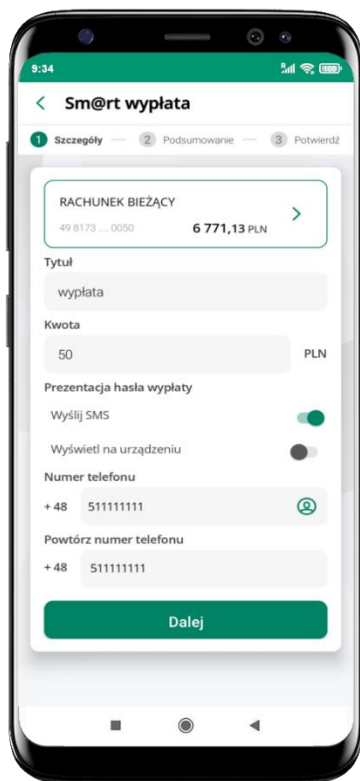 9:34
Sm@rt wypłata
1 Szczegóły 2 Podsumowanie 3 Potwierdź
RACHUNEK BIEŻĄCY
49 8173 .... 0050 6 771,13 PLN
Tytuł
wypłata
Kwota
50 PLN
Prezentacja hasła wypłaty
Wyślij SMS
Wyświetl na urządzeniu
Numer telefonu
+ 48 511111111
Powtórz numer telefonu
+ 48 511111111
Dalej